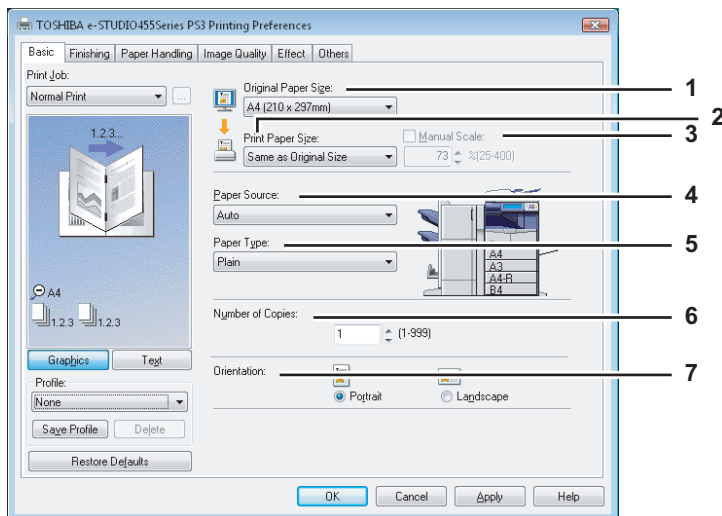 TOSHIBA e-STUDIO455Series PS3 Printing Preferences
Basic Finishing Paper Handling Image Quality Effect Others
Print Job:
Normal Print
...
1.2.3...
A4
1.2.3 1.2.3
Graphics Text
Profile:
None
Save Profile Delete
Restore Defaults
Original Paper Size: 1
A4 (210 x 297mm)
2
Print Paper Size: Manual Scale: 3
Same as Original Size 73 %(25-400)
Paper Source: 4
Auto
Paper Type: 5
Plain
A4
A3
A4-R
B4
Number of Copies: 6
1 (1-999)
Orientation: 7
Portrait Landscape
OK Cancel Apply Help